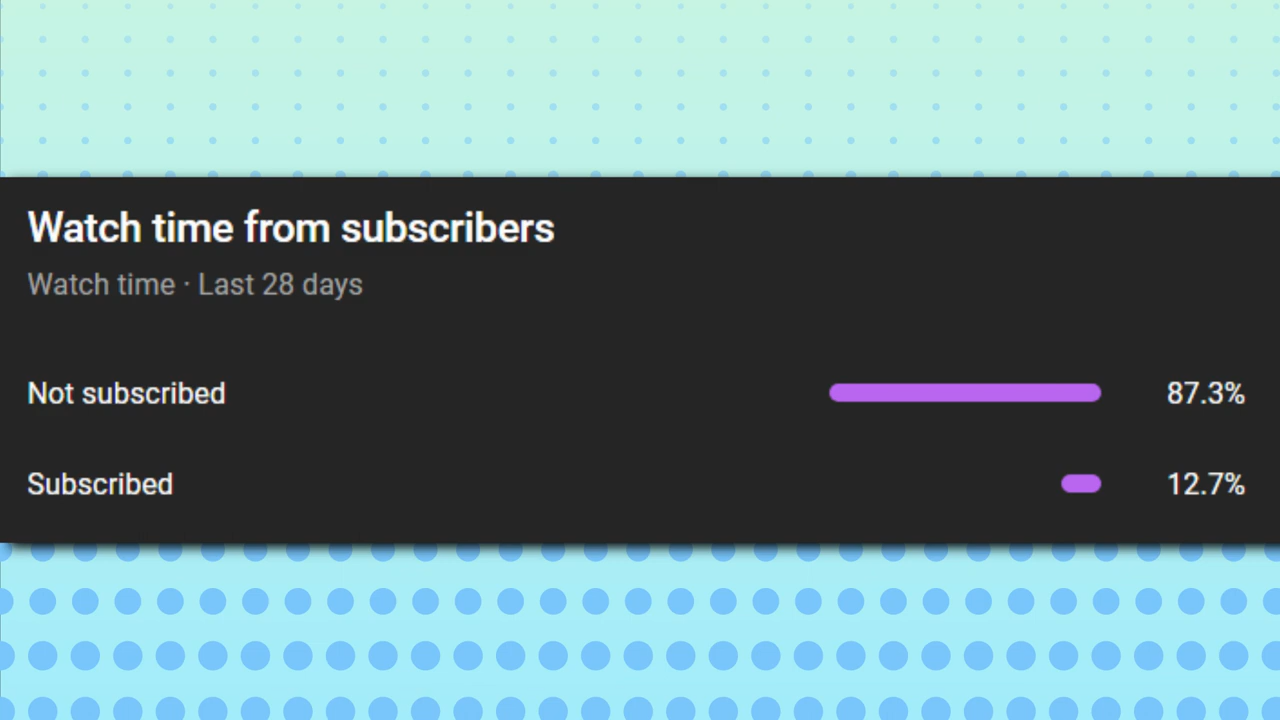 Watch time from subscribers
Watch time · Last 28 days
Not subscribed 87.3%
Subscribed 12.7%